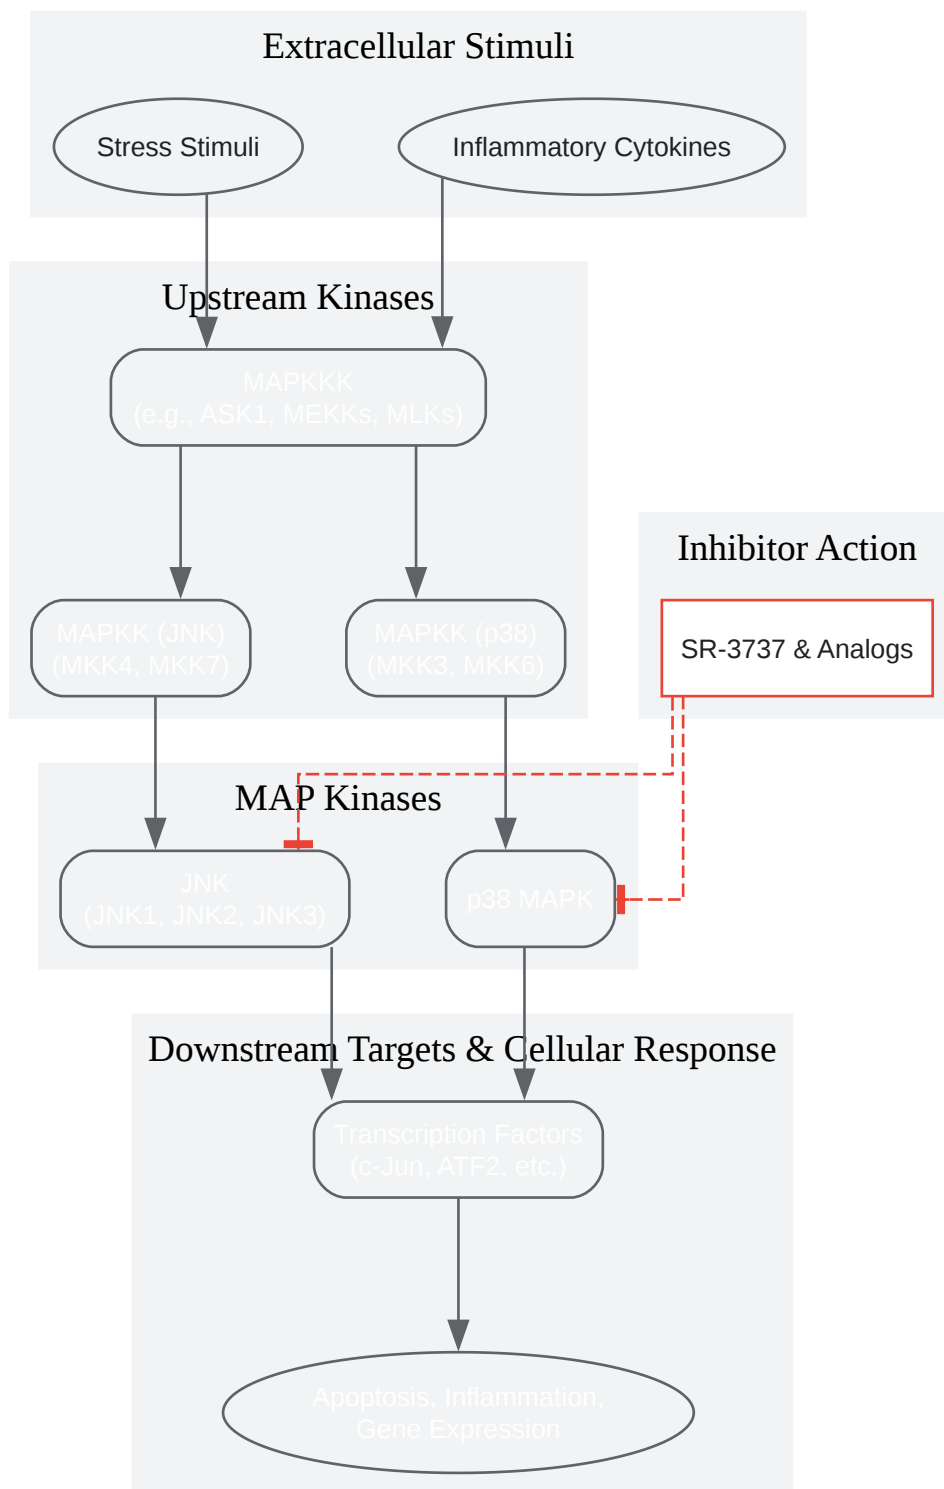 Extracellular Stimuli
Stress Stimuli
Inflammatory Cytokines
Upstream Kinases
MAPKKK
(e.g., ASK1, MEKKs, MLKs)
Inhibitor Action
MAPKK (JNK)
(MKK4, MKK7)
MAPKK (p38)
(MKK3, MKK6)
SR-3737 & Analogs
MAP Kinases
JNK
(JNK1, JNK2, JNK3)
p38 MAPK
Downstream Targets & Cellular Response
Transcription Factors
(c-Jun, ATF2, etc.)
Apoptosis, Inflammation,
Gene Expression